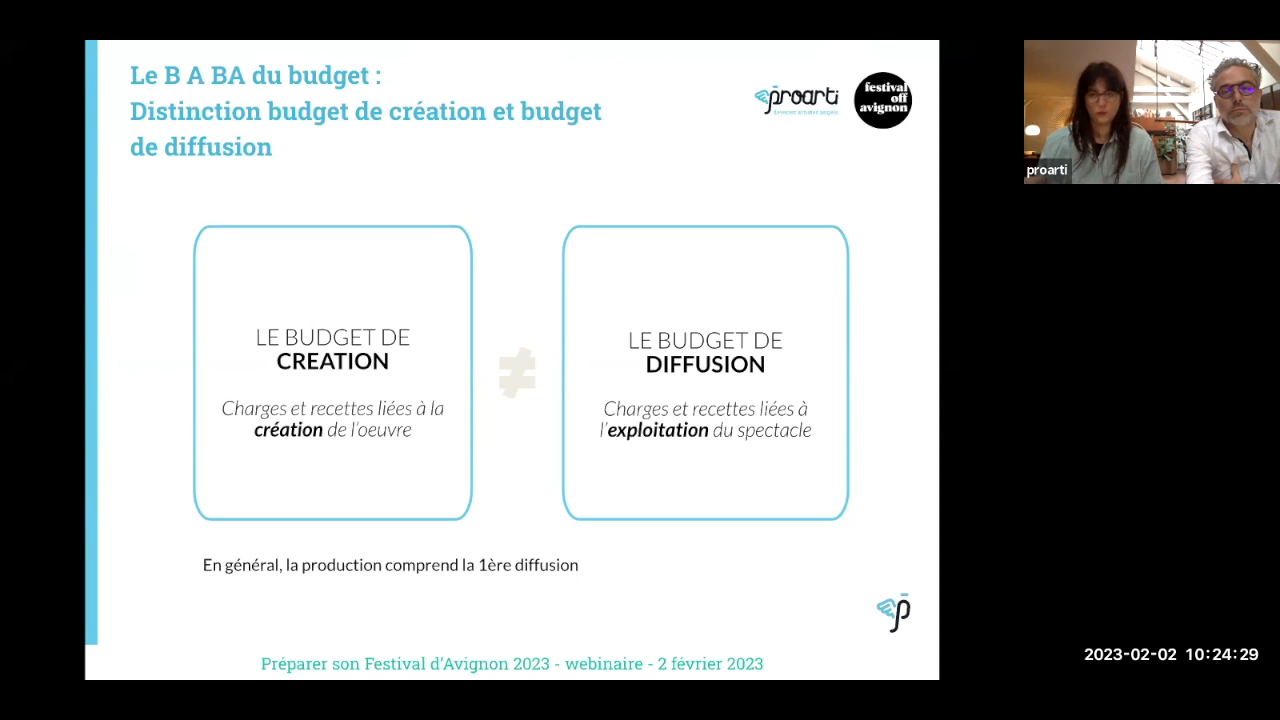 Le B A BA du budget :
Distinction budget de création et budget
de diffusion
proarti
festival
off
avignon
proarti
LE BUDGET DE
CREATION
Charges et recettes liées à la
création de l'oeuvre
≠
LE BUDGET DE
DIFFUSION
Charges et recettes liées à
l'exploitation du spectacle
En général, la production comprend la 1ère diffusion
Préparer son Festival d'Avignon 2023 - webinaire - 2 février 2023
2023-02-02 10:24:29